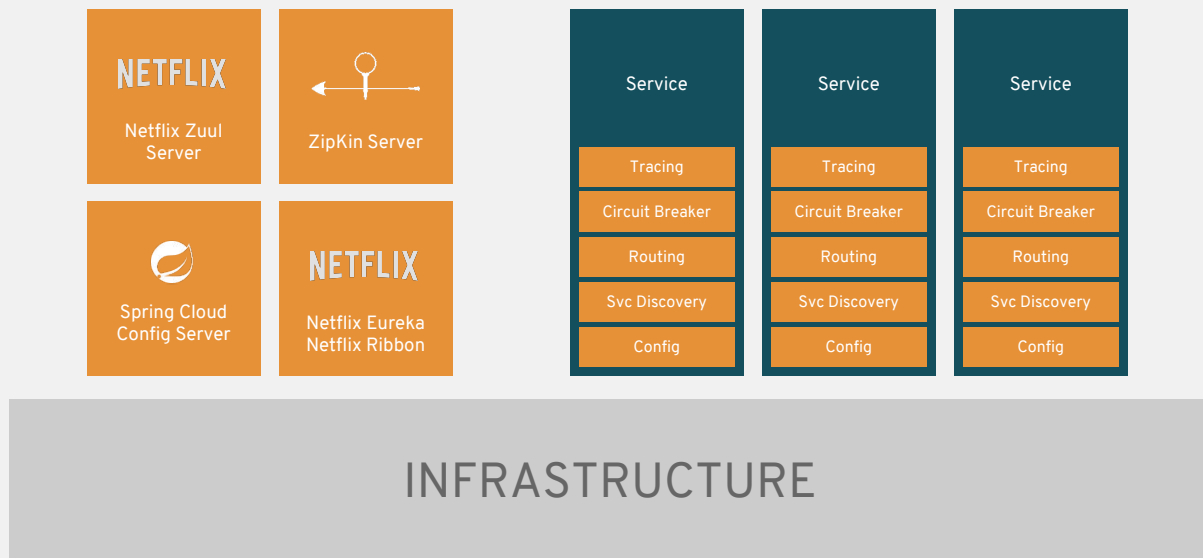 NETFLIX
Netflix Zuul
Server
ZipKin Server
NETFLIX
Spring Cloud
Config Server
Netflix Eureka
Netflix Ribbon
Service
Tracing
Circuit Breaker
Routing
Svc Discovery
Config
Service
Tracing
Circuit Breaker
Routing
Svc Discovery
Config
Service
Tracing
Circuit Breaker
Routing
Svc Discovery
Config
INFRASTRUCTURE